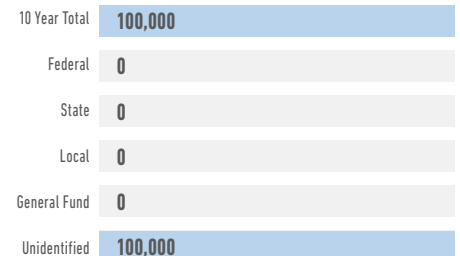 10 Year Total 100,000
Federal 0
State 0
Local 0
General Fund 0
Unidentified 100,000